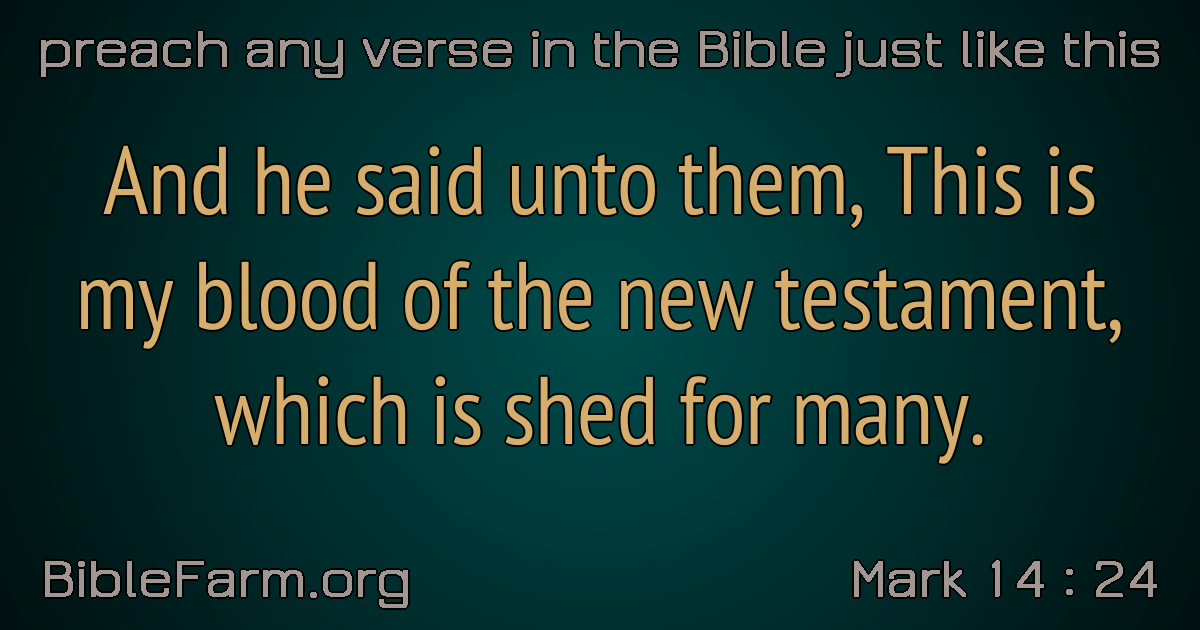 preach any verse in the Bible just like this
And he said unto them, This is
my blood of the new testament,
which is shed for many.
BibleFarm.org
Mark 14 : 24